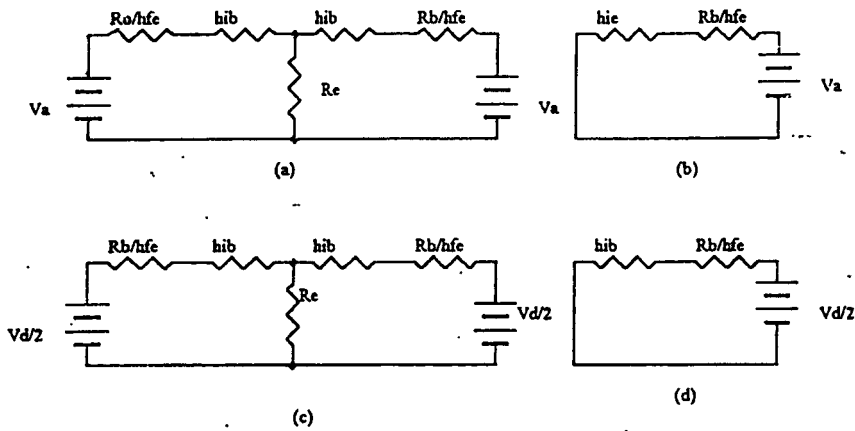 Ro/hfe hib hib Rb/hfe hie Rb/hfe
Re
Va Va Va
(a) (b)
Rb/hfe hib hib Rb/hfe hib Rb/hfe
Re
Vd/2 Vd/2 Vd/2
(c) (d)